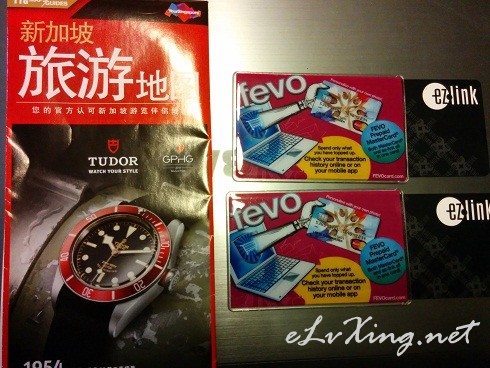 GUIDES
YourSingapore
新加坡
旅游地图
您的官方认可新加坡游览伴侣
TUDOR
WATCH YOUR STYLE
GPHG
1954
fevo
FEVO
Prepaid
MasterCard
Spend only what
you have topped up.
Check your transaction
history online or on
your mobile app
FEVOcard.com
ez link
fevo
FEVO
Prepaid
MasterCard
Spend only what
you have topped up.
Check your transaction
history online or on
your mobile app
FEVOcard.com
ez link
eLvXing.net